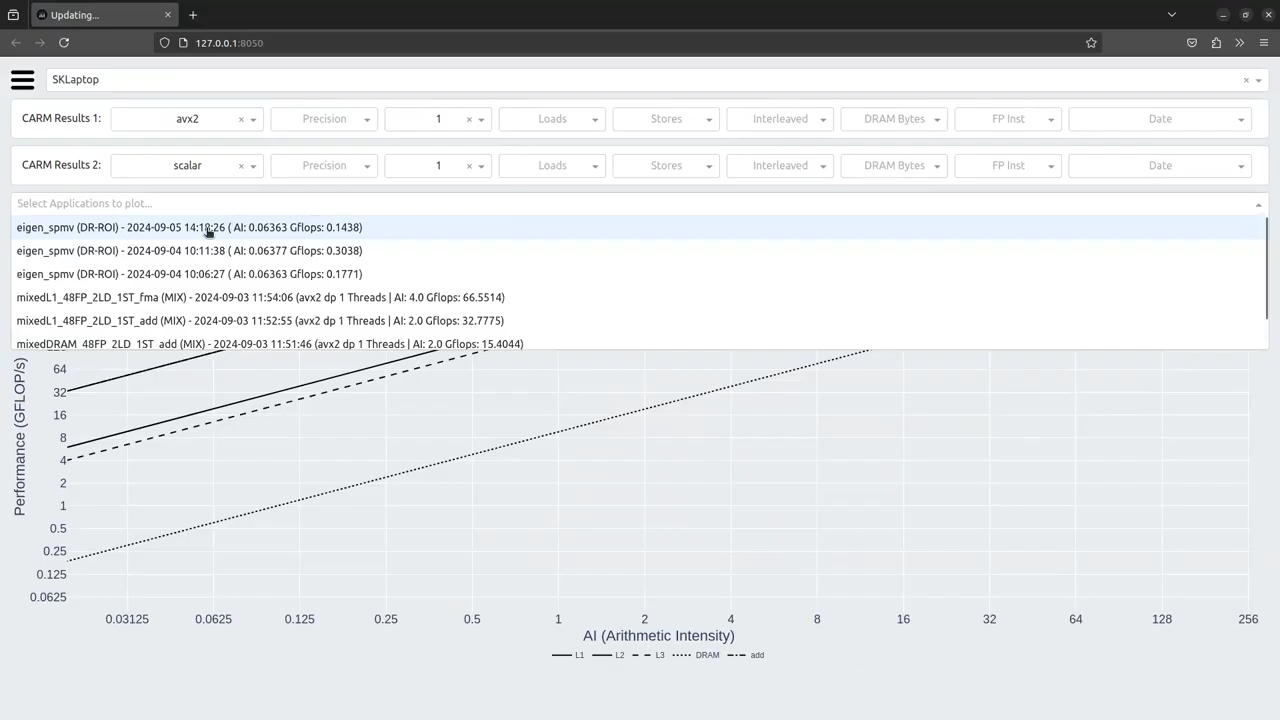 Updating...
127.0.0.1:8050
SKLaptop
CARM Results 1: avx2 Precision 1 Loads Stores Interleaved DRAM Bytes FP Inst Date
CARM Results 2: scalar Precision 1 Loads Stores Interleaved DRAM Bytes FP Inst Date
Select Applications to plot...
eigen_spmv (DR-ROI) - 2024-09-05 14:18:26 ( AI: 0.06363 Gflops: 0.1438)
eigen_spmv (DR-ROI) - 2024-09-04 10:11:38 ( AI: 0.06377 Gflops: 0.3038)
eigen_spmv (DR-ROI) - 2024-09-04 10:06:27 ( AI: 0.06363 Gflops: 0.1771)
mixedL1_48FP_2LD_1ST_fma (MIX) - 2024-09-03 11:54:06 (avx2 dp 1 Threads | AI: 4.0 Gflops: 66.5514)
mixedL1_48FP_2LD_1ST_add (MIX) - 2024-09-03 11:52:55 (avx2 dp 1 Threads | AI: 2.0 Gflops: 32.7775)
mixedDRAM_48FP_2LD_1ST_add (MIX) - 2024-09-03 11:51:46 (avx2 dp 1 Threads | AI: 2.0 Gflops: 15.4044)
Performance (GFLOP/s)
64
32
16
8
4
2
1
0.5
0.25
0.125
0.0625
0.03125 0.0625 0.125 0.25 0.5 1 2 4 8 16 32 64 128 256
AI (Arithmetic Intensity)
L1 L2 L3 DRAM add